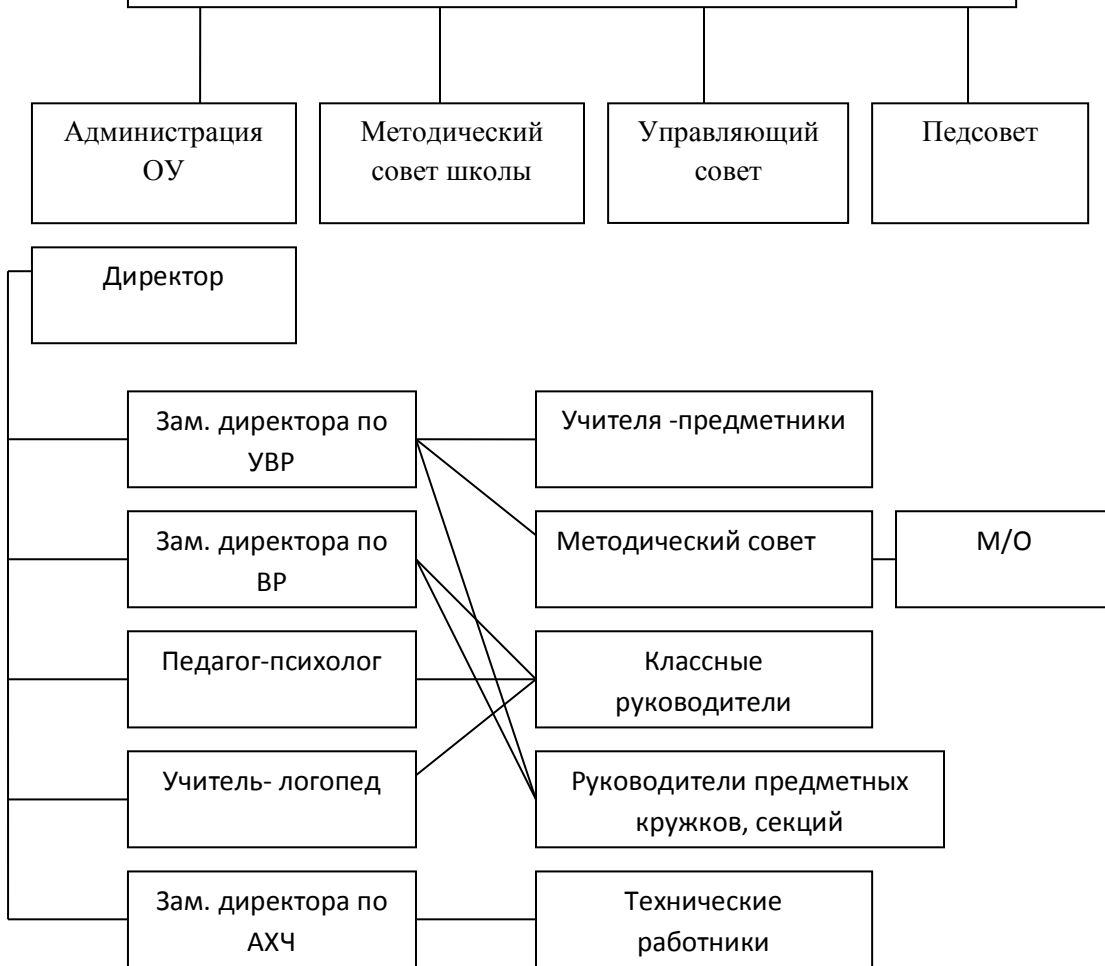 Администрация
ОУ
Методический
совет школы
Управляющий
совет
Педсовет
Директор
Зам. директора по
УВР
Учителя -предметники
Зам. директора по
ВР
Методический совет
М/О
Педагог-психолог
Классные
руководители
Учитель- логопед
Руководители предметных
кружков, секций
Зам. директора по
АХЧ
Технические
работники